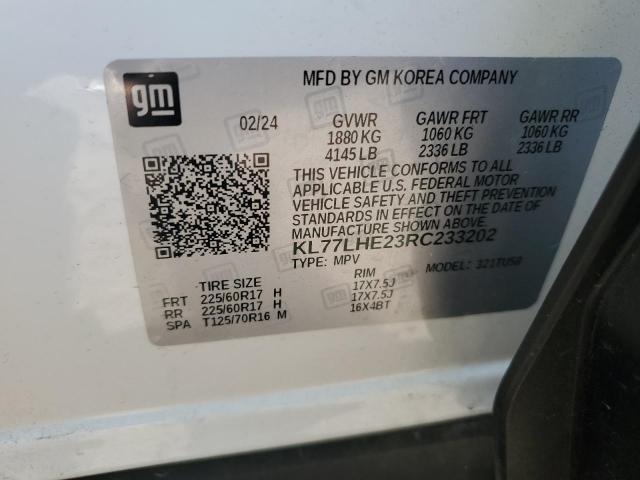 gm
MFD BY GM KOREA COMPANY
02/24 GVWR GAWR FRT GAWR RR
1880 KG 1060 KG 1060 KG
4145 LB 2336 LB 2336 LB
THIS VEHICLE CONFORMS TO ALL
APPLICABLE U.S. FEDERAL MOTOR
VEHICLE SAFETY AND THEFT PREVENTION
STANDARDS IN EFFECT ON THE DATE OF
MANUFACTURE SHOWN ABOVE.
KL77LHE23RC233202
TYPE: MPV MODEL: 321TUSB
TIRE SIZE RIM
FRT 225/60R17 H 17X7.5J
RR 225/60R17 H 17X7.5J
SPA T125/70R16 M 16X4BT